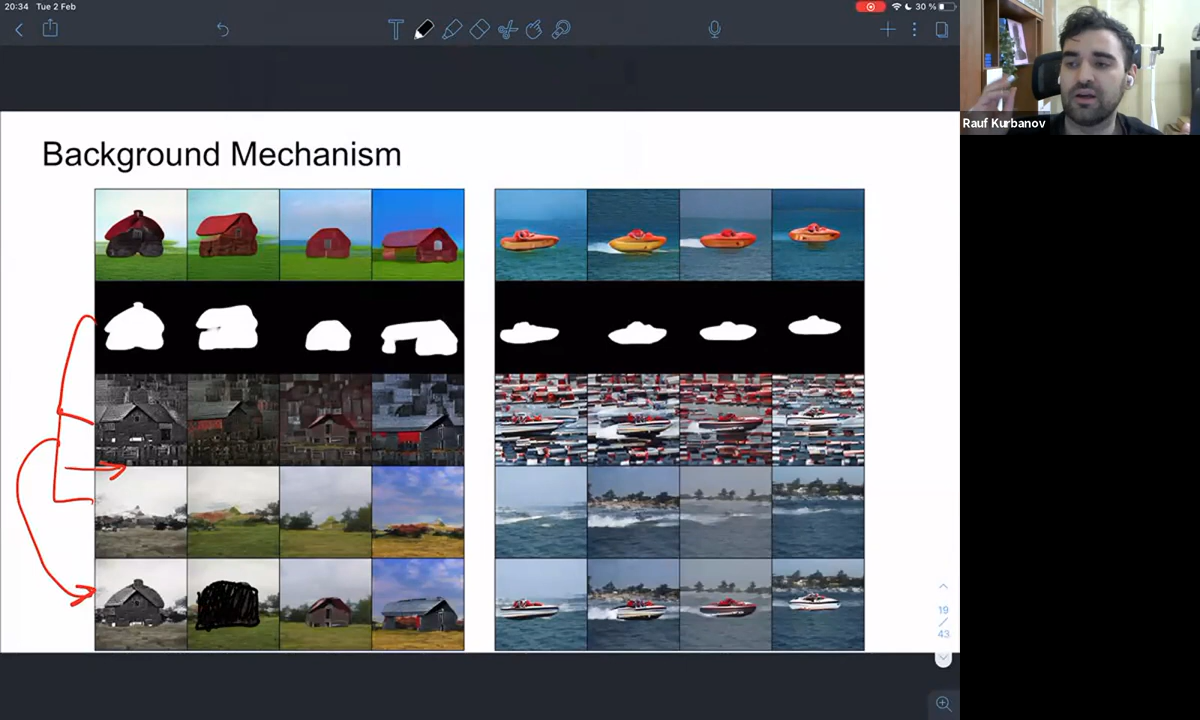 20:34 Tue 2 Feb
30 %
T
Rauf Kurbanov
Background Mechanism
19
/
43